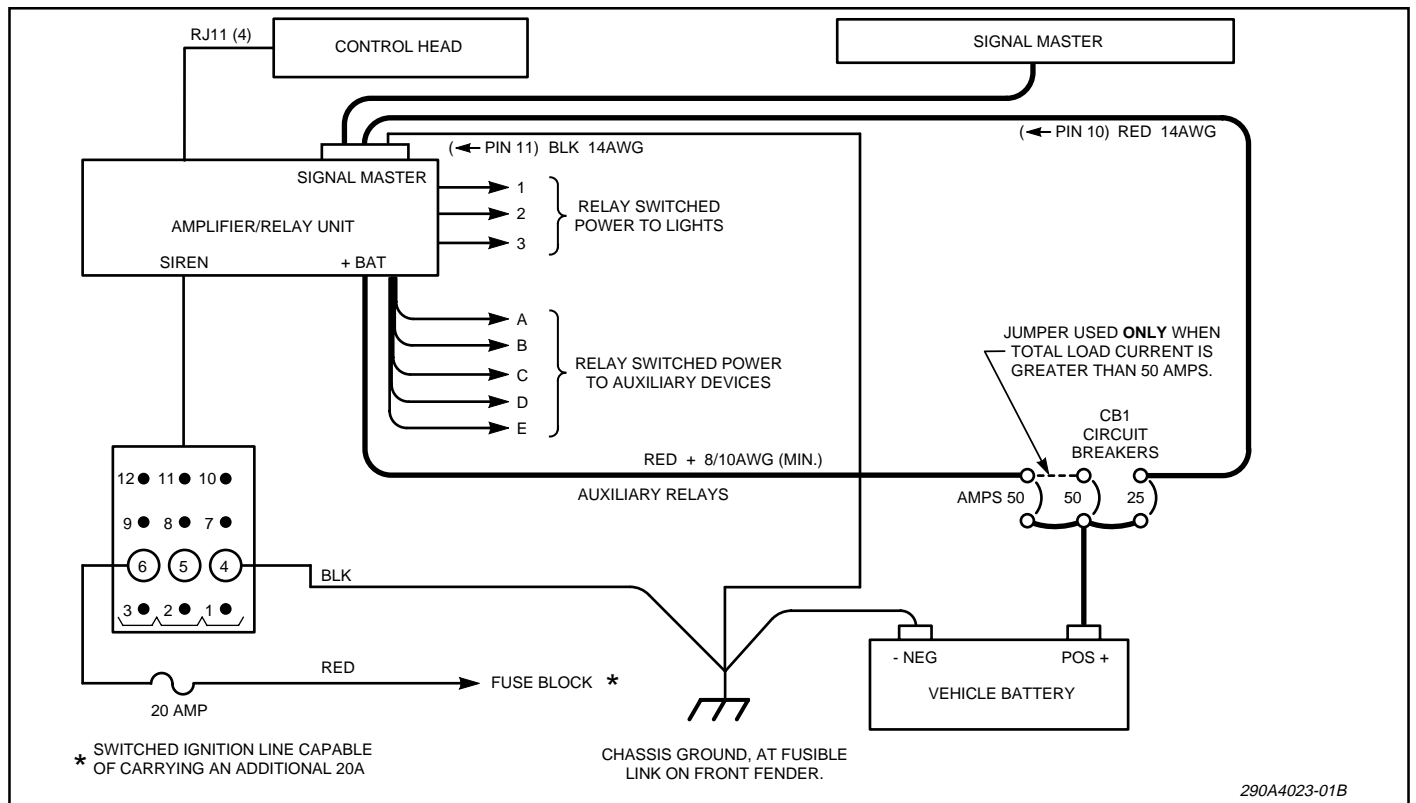 RJ11 (4)
CONTROL HEAD
SIGNAL MASTER
(← PIN 10) RED 14AWG
(← PIN 11) BLK 14AWG
SIGNAL MASTER
AMPLIFIER/RELAY UNIT
SIREN
+ BAT
1
2
3
RELAY SWITCHED
POWER TO LIGHTS
A
B
C
D
E
RELAY SWITCHED POWER
TO AUXILIARY DEVICES
JUMPER USED ONLY WHEN
TOTAL LOAD CURRENT IS
GREATER THAN 50 AMPS.
CB1
CIRCUIT
BREAKERS
RED + 8/10AWG (MIN.)
AUXILIARY RELAYS
AMPS 50
50
25
12 11 10
9 8 7
6 5 4
3 2 1
BLK
RED
20 AMP
FUSE BLOCK *
- NEG
POS +
VEHICLE BATTERY
* SWITCHED IGNITION LINE CAPABLE
OF CARRYING AN ADDITIONAL 20A
CHASSIS GROUND, AT FUSIBLE
LINK ON FRONT FENDER.
290A4023-01B